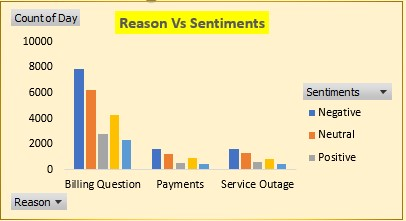 Count of Day
Reason Vs Sentiments
10000
8000
6000
4000
2000
0
Billing Question
Payments
Service Outage
Sentiments
Negative
Neutral
Positive
Reason